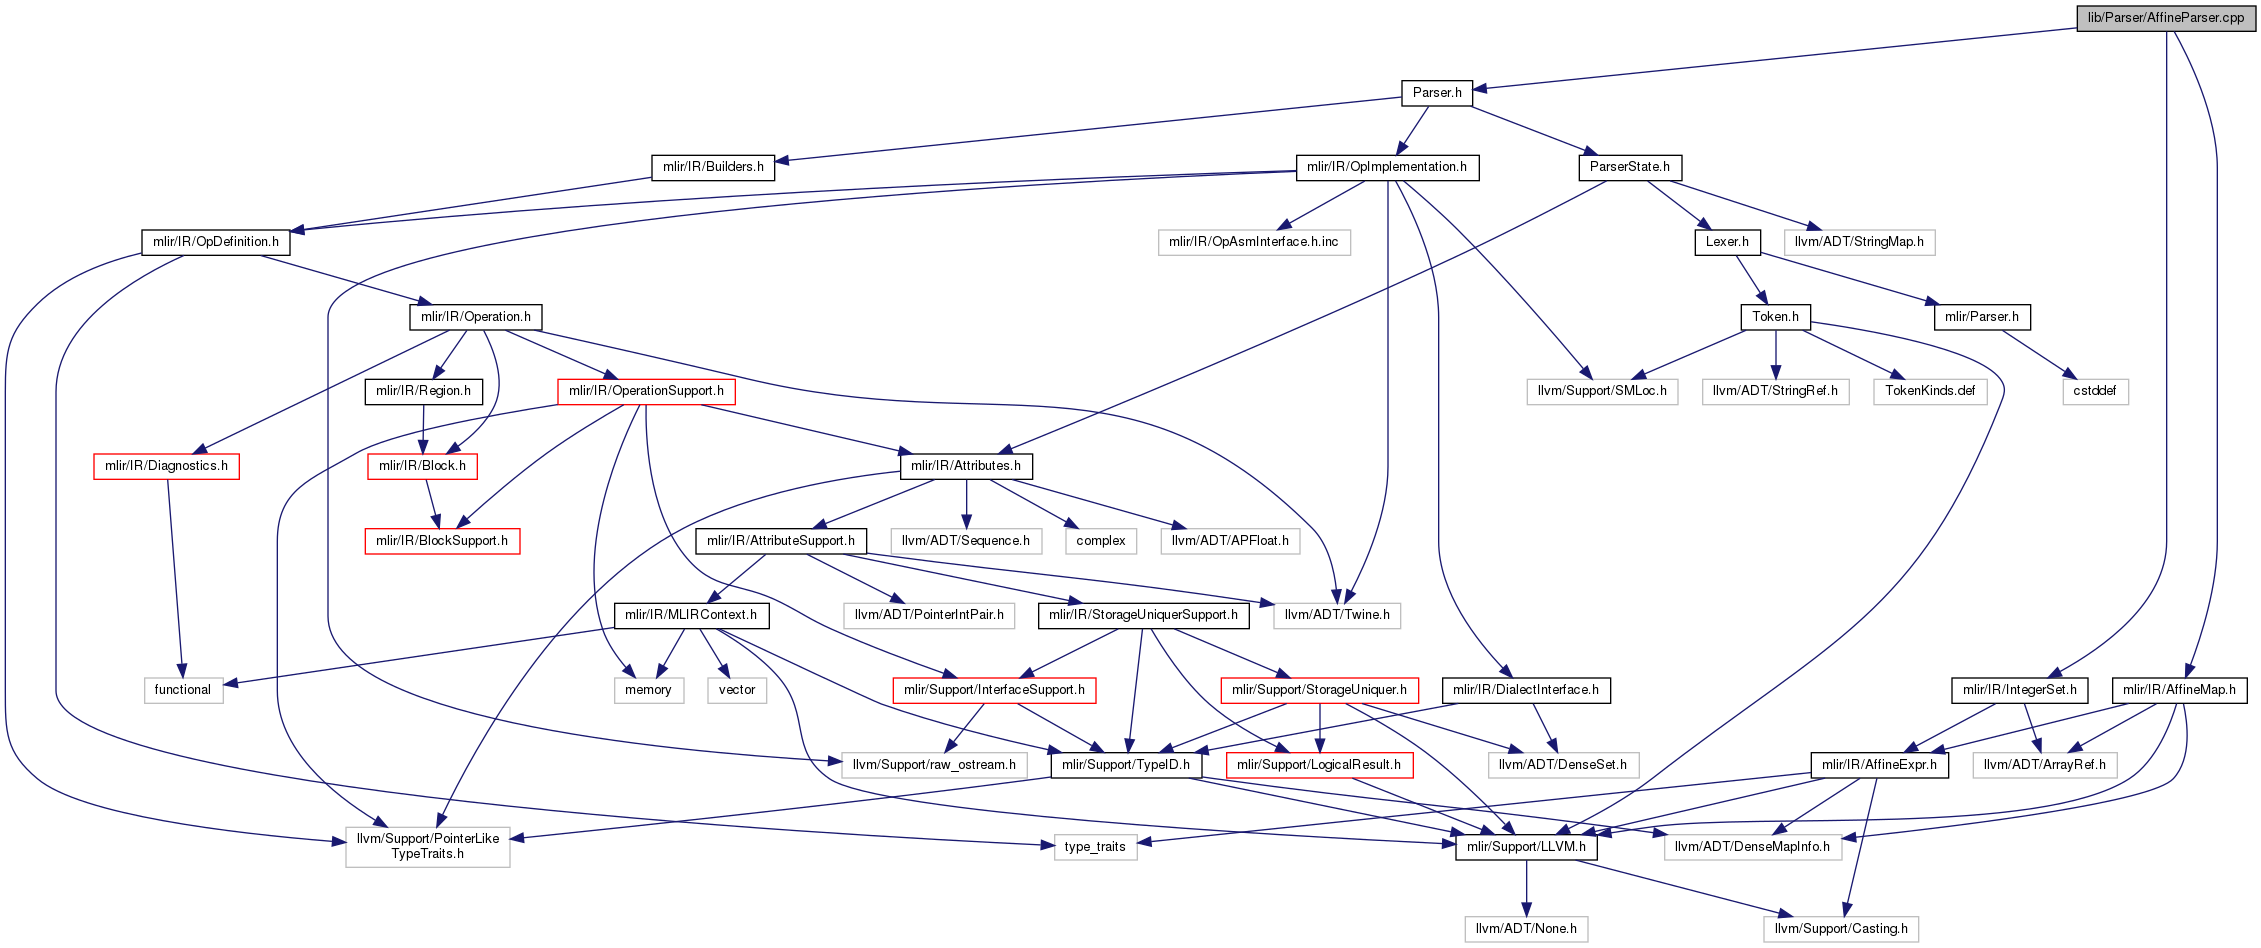 lib/Parser/AffineParser.cpp
Parser.h
mlir/IR/Builders.h
mlir/IR/OpImplementation.h
ParserState.h
mlir/IR/OpDefinition.h
mlir/IR/OpAsmInterface.h.inc
Lexer.h
llvm/ADT/StringMap.h
mlir/IR/Operation.h
Token.h
mlir/Parser.h
mlir/IR/Region.h
mlir/IR/OperationSupport.h
llvm/Support/SMLoc.h
llvm/ADT/StringRef.h
TokenKinds.def
cstddef
mlir/IR/Diagnostics.h
mlir/IR/Block.h
mlir/IR/Attributes.h
mlir/IR/BlockSupport.h
mlir/IR/AttributeSupport.h
llvm/ADT/Sequence.h
complex
llvm/ADT/APFloat.h
mlir/IR/MLIRContext.h
llvm/ADT/PointerIntPair.h
mlir/IR/StorageUniquerSupport.h
llvm/ADT/Twine.h
functional
memory
vector
mlir/Support/InterfaceSupport.h
mlir/Support/StorageUniquer.h
mlir/IR/DialectInterface.h
mlir/IR/IntegerSet.h
mlir/IR/AffineMap.h
llvm/Support/raw_ostream.h
mlir/Support/TypeID.h
mlir/Support/LogicalResult.h
llvm/ADT/DenseSet.h
mlir/IR/AffineExpr.h
llvm/ADT/ArrayRef.h
llvm/Support/PointerLike
TypeTraits.h
type_traits
mlir/Support/LLVM.h
llvm/ADT/DenseMapInfo.h
llvm/ADT/None.h
llvm/Support/Casting.h